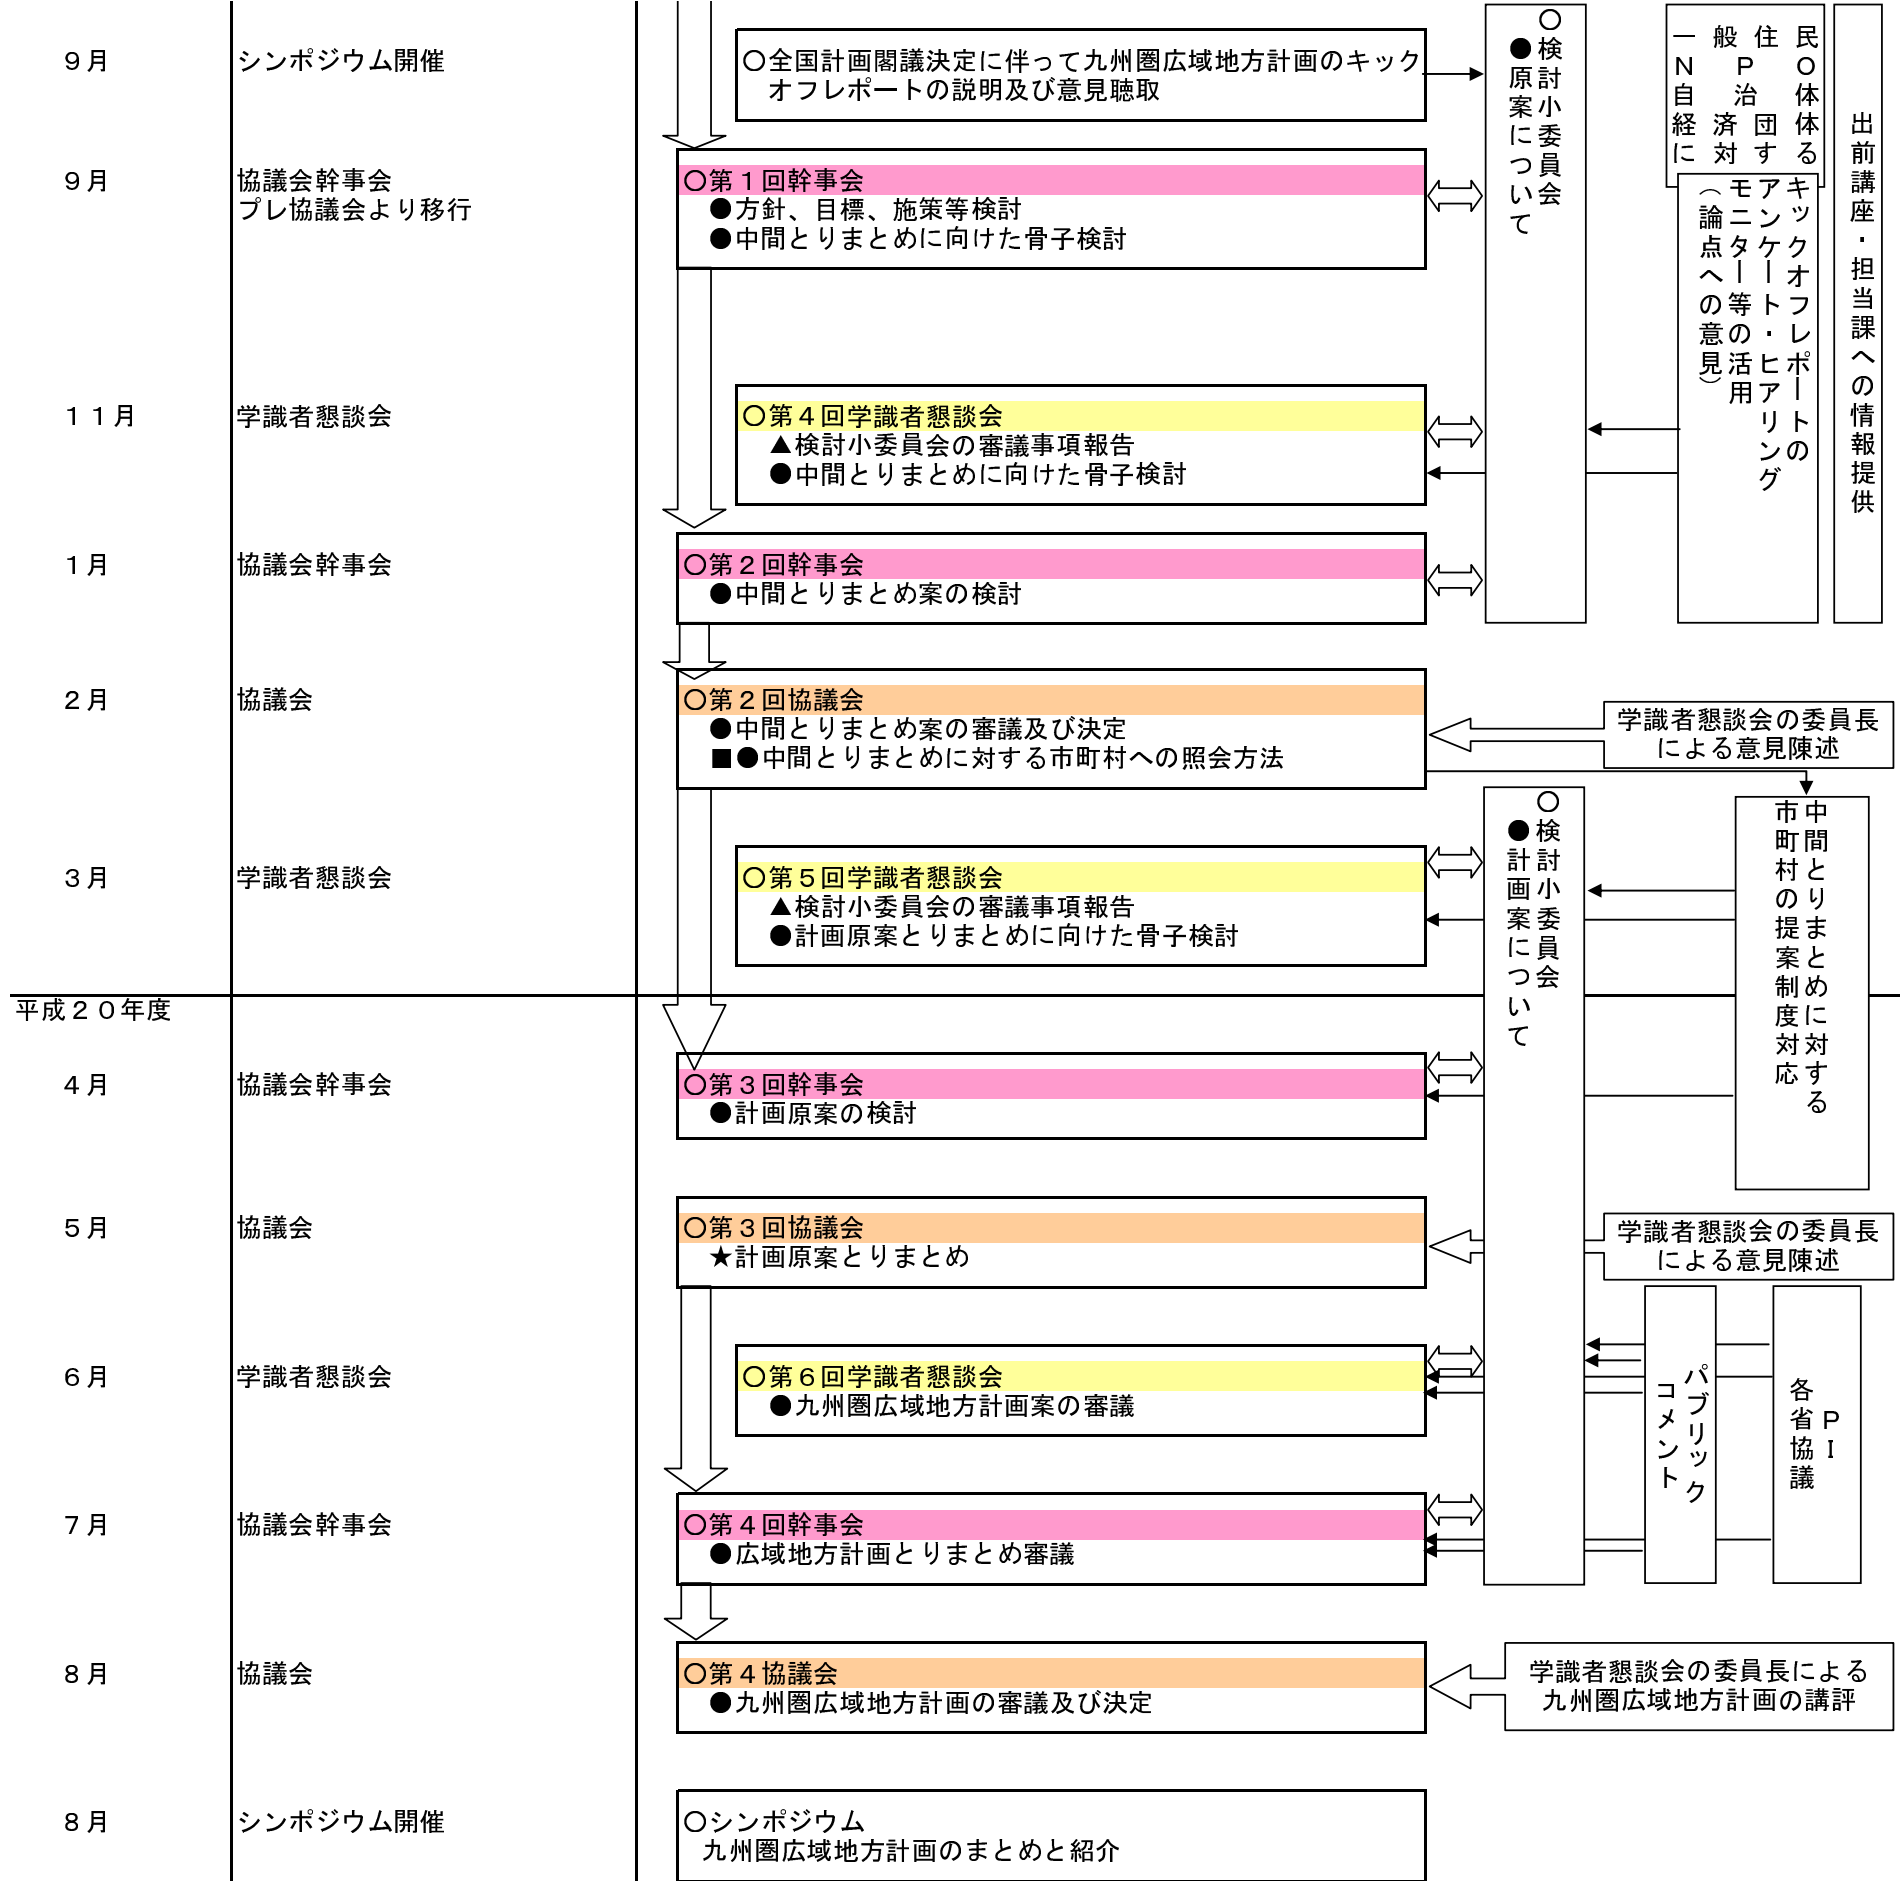 ９月
シンポジウム開催
○全国計画閣議決定に伴って九州圏広域地方計画のキック
オフレポートの説明及び意見聴取
９月
協議会幹事会
プレ協議会より移行
○第１回幹事会
●方針、目標、施策等検討
●中間とりまとめに向けた骨子検討
１１月
学識者懇談会
○第４回学識者懇談会
▲検討小委員会の審議事項報告
●中間とりまとめに向けた骨子検討
１月
協議会幹事会
○第２回幹事会
●中間とりまとめ案の検討
○検討小委員会
●原案について
一般住民
ＮＰＯ
自治体
経済団体
に対する
キックオフレポートの
アンケート・ヒアリング
モニター等の活用
（論点への意見）
出前講座・担当課への情報提供
２月
協議会
○第２回協議会
●中間とりまとめ案の審議及び決定
■●中間とりまとめに対する市町村への照会方法
学識者懇談会の委員長
による意見陳述
３月
学識者懇談会
○第５回学識者懇談会
▲検討小委員会の審議事項報告
●計画原案とりまとめに向けた骨子検討
○検討小委員会
●計画案について
中間とりまとめに対する
市町村の提案制度対応
平成２０年度
４月
協議会幹事会
○第３回幹事会
●計画原案の検討
５月
協議会
○第３回協議会
★計画原案とりまとめ
学識者懇談会の委員長
による意見陳述
６月
学識者懇談会
○第６回学識者懇談会
●九州圏広域地方計画案の審議
パブリック
コメント
ＰＩ
各省協議
７月
協議会幹事会
○第４回幹事会
●広域地方計画とりまとめ審議
８月
協議会
○第４協議会
●九州圏広域地方計画の審議及び決定
学識者懇談会の委員長による
九州圏広域地方計画の講評
８月
シンポジウム開催
○シンポジウム
九州圏広域地方計画のまとめと紹介